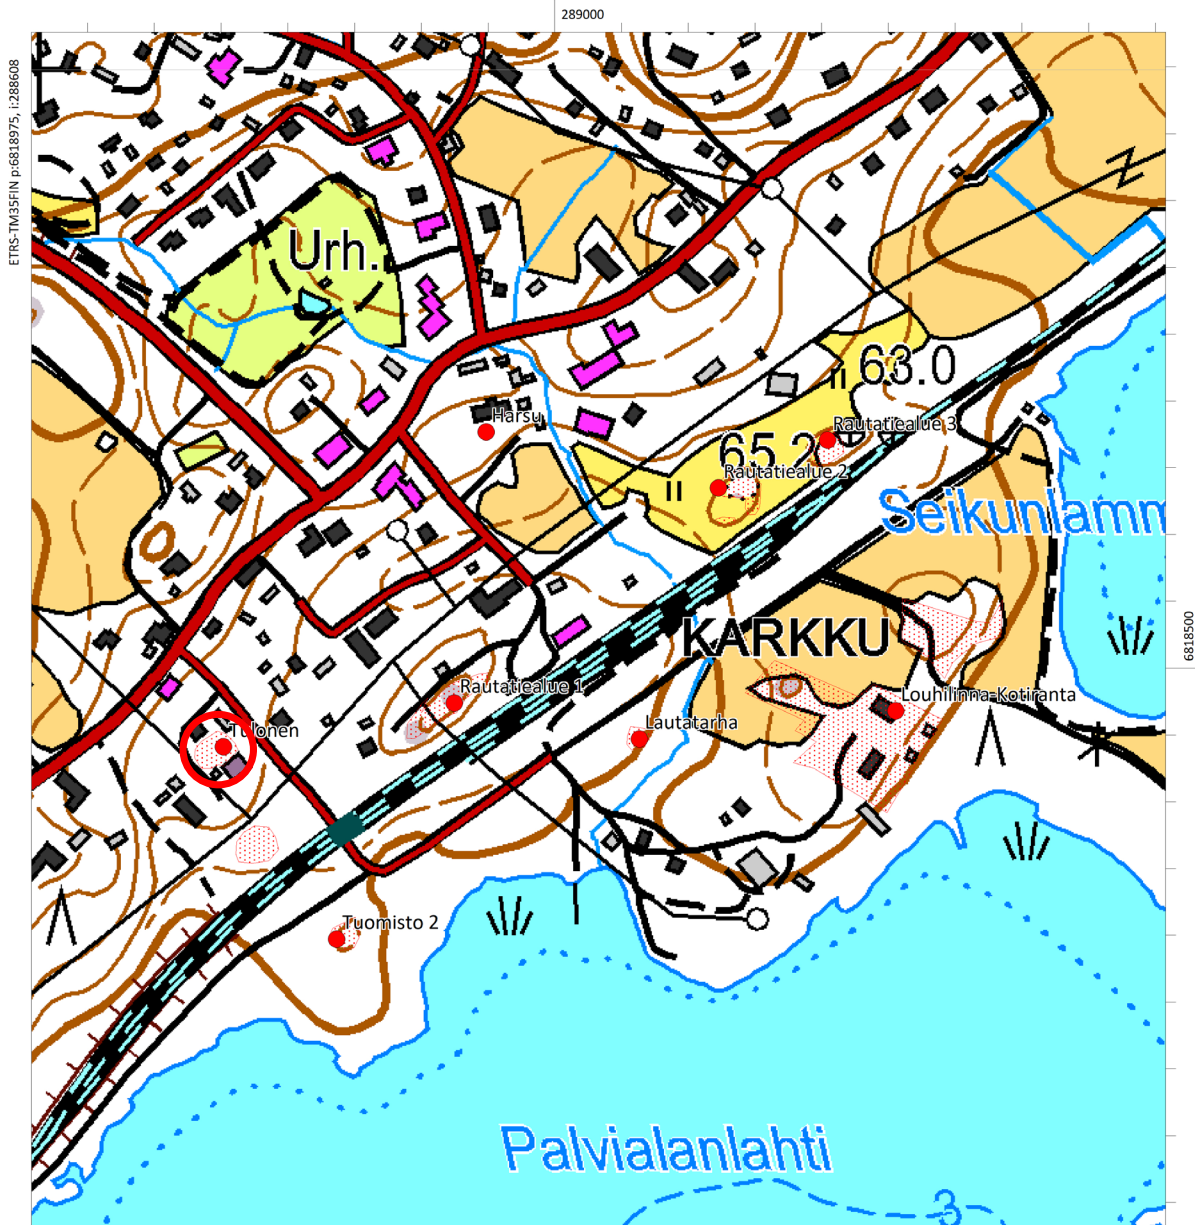 289000
ETRS-TM35FIN p:6818975, i:288608
Urh.
63.0
Harsu
Rautatiealue 3
65.2
Rautatiealue 2
Seikunlamm
6818500
KARKKU
Rautatiealue 1
Louhilinna-Kotiranta
Lautatarha
Tulonen
Tuomisto 2
Palvialanlahti
3